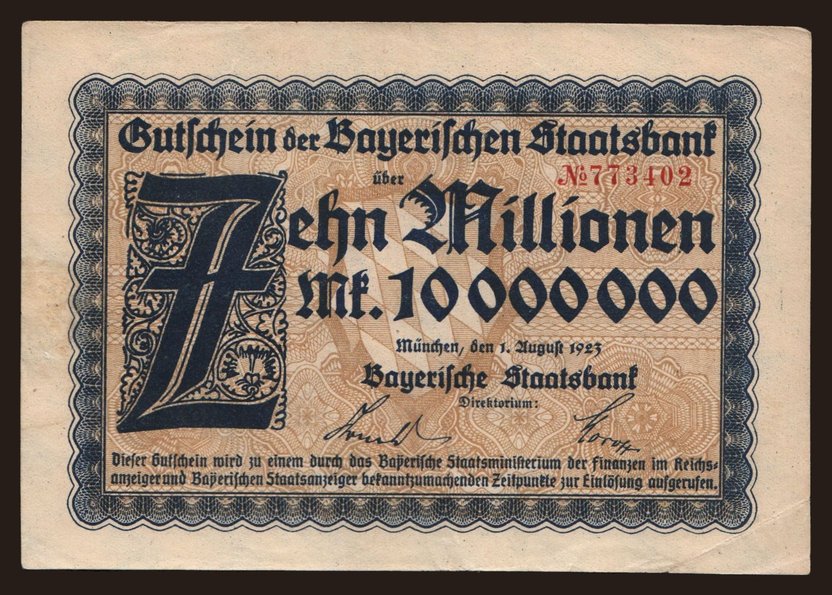 Gutschein der Bayerischen Staatsbank
über
№773402
Zehn Millionen
Mk. 10 000 000
München, den 1. August 1923
Bayerische Staatsbank
Direktorium:
Dieser Gutschein wird zu einem durch das Bayerische Staatsministerium der Finanzen im Reichs-
anzeiger und Bayerischen Staatsanzeiger bekanntzumachenden Zeitpunkte zur Einlösung aufgerufen.